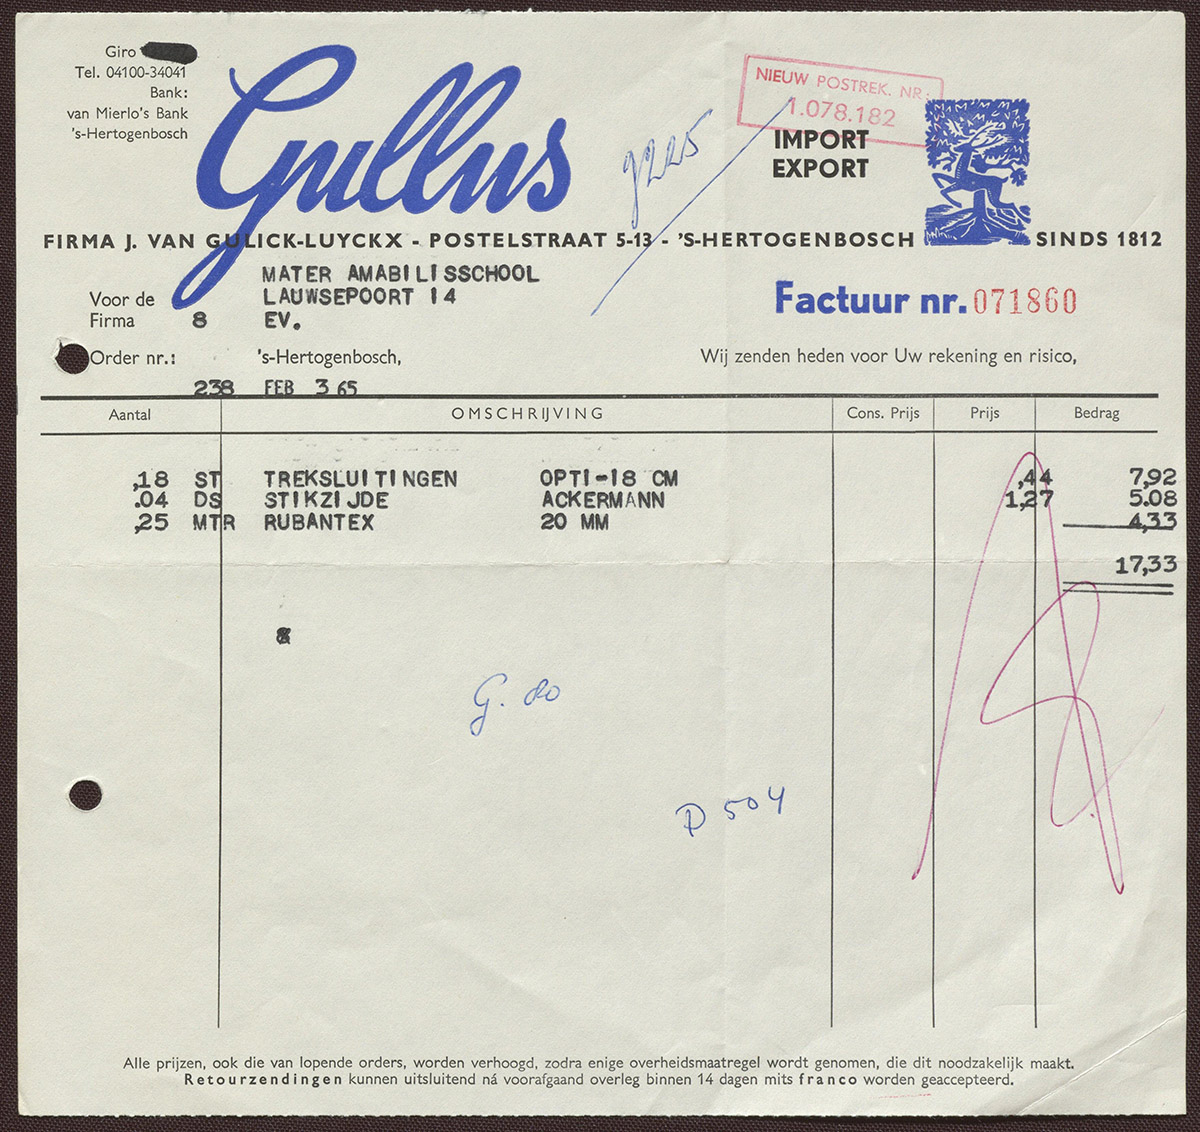 Giro
Tel. 04100-34041
Bank:
van Mierlo's Bank
's-Hertogenbosch
Gullus
9225
NIEUW POSTREK. NR:
1.078.182
IMPORT
EXPORT
FIRMA J. VAN GULICK-LUYCKX - POSTELSTRAAT 5-13 - 'S-HERTOGENBOSCH SINDS 1812
MATER AMABILISSCHOOL
Voor de LAUWSEPOORT 14
Firma 8 EV.
Factuur nr. 071860
Order nr.: 's-Hertogenbosch, Wij zenden heden voor Uw rekening en risico,
238 FEB 3 65
Aantal OMSCHRIJVING Cons. Prijs Prijs Bedrag
,18 ST TREKSLUITINGEN OPTI-18 CM ,44 7,92
.04 DS STIKZIJDE ACKERMANN 1,27 5.08
,25 MTR RUBANTEX 20 MM 4,33
17,33
G. do
D 504
Alle prijzen, ook die van lopende orders, worden verhoogd, zodra enige overheidsmaatregel wordt genomen, die dit noodzakelijk maakt.
Retourzendingen kunnen uitsluitend ná voorafgaand overleg binnen 14 dagen mits franco worden geaccepteerd.